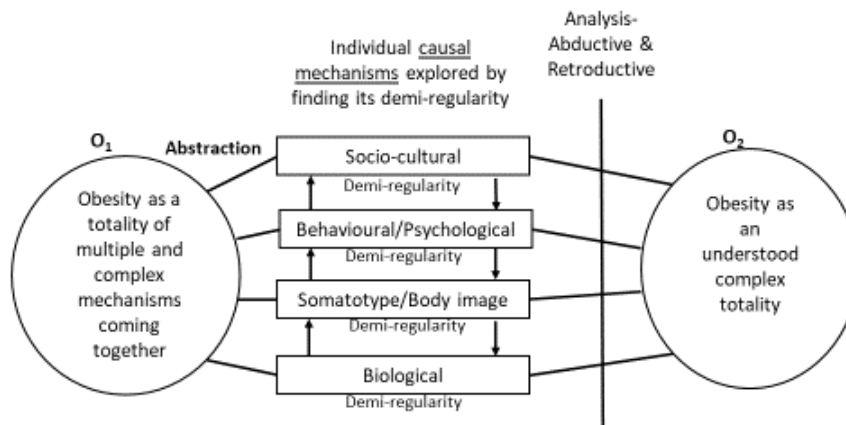 Individual causal
mechanisms explored by
finding its demi-regularity
Analysis-
Abductive &
Retroductive
O₁
Abstraction
Obesity as a
totality of
multiple and
complex
mechanisms
coming
together
Socio-cultural
Demi-regularity
Behavioural/Psychological
Demi-regularity
Somatotype/Body image
Demi-regularity
Biological
Demi-regularity
O₂
Obesity as
an
understood
complex
totality